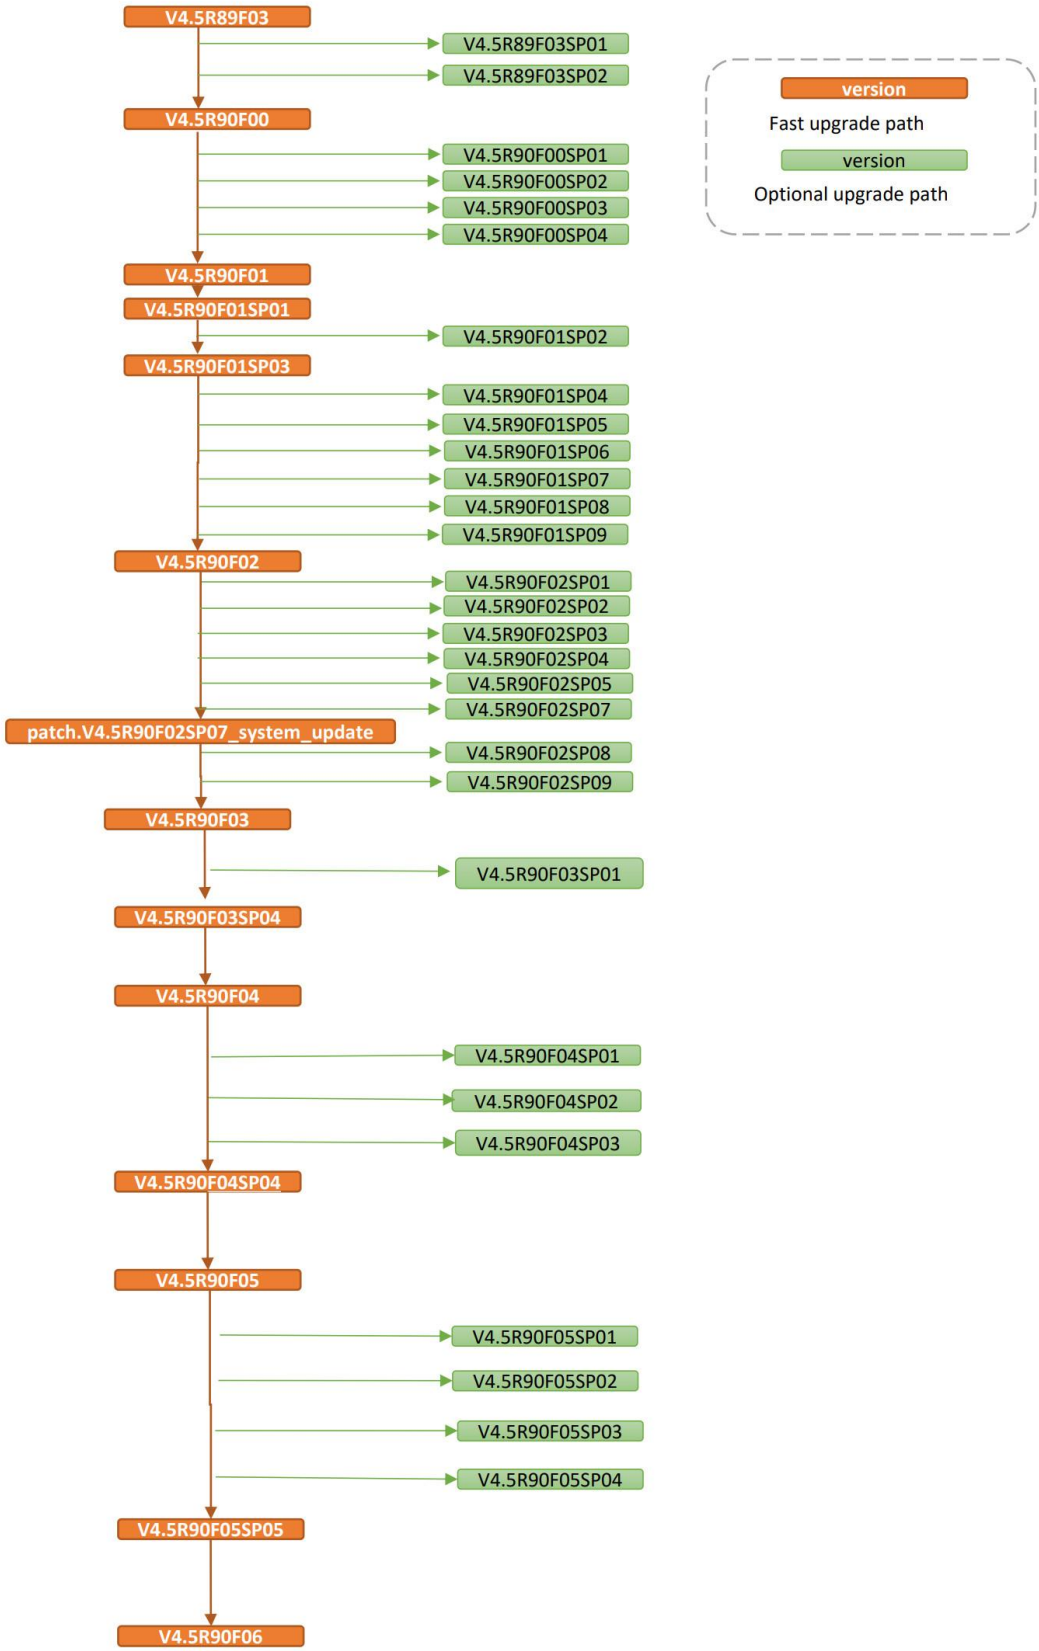 V4.5R89F03
V4.5R89F03SP01
V4.5R89F03SP02
version
Fast upgrade path
version
Optional upgrade path
V4.5R90F00
V4.5R90F00SP01
V4.5R90F00SP02
V4.5R90F00SP03
V4.5R90F00SP04
V4.5R90F01
V4.5R90F01SP01
V4.5R90F01SP02
V4.5R90F01SP03
V4.5R90F01SP04
V4.5R90F01SP05
V4.5R90F01SP06
V4.5R90F01SP07
V4.5R90F01SP08
V4.5R90F01SP09
V4.5R90F02
V4.5R90F02SP01
V4.5R90F02SP02
V4.5R90F02SP03
V4.5R90F02SP04
V4.5R90F02SP05
V4.5R90F02SP07
patch.V4.5R90F02SP07_system_update
V4.5R90F02SP08
V4.5R90F02SP09
V4.5R90F03
V4.5R90F03SP01
V4.5R90F03SP04
V4.5R90F04
V4.5R90F04SP01
V4.5R90F04SP02
V4.5R90F04SP03
V4.5R90F04SP04
V4.5R90F05
V4.5R90F05SP01
V4.5R90F05SP02
V4.5R90F05SP03
V4.5R90F05SP04
V4.5R90F05SP05
V4.5R90F06